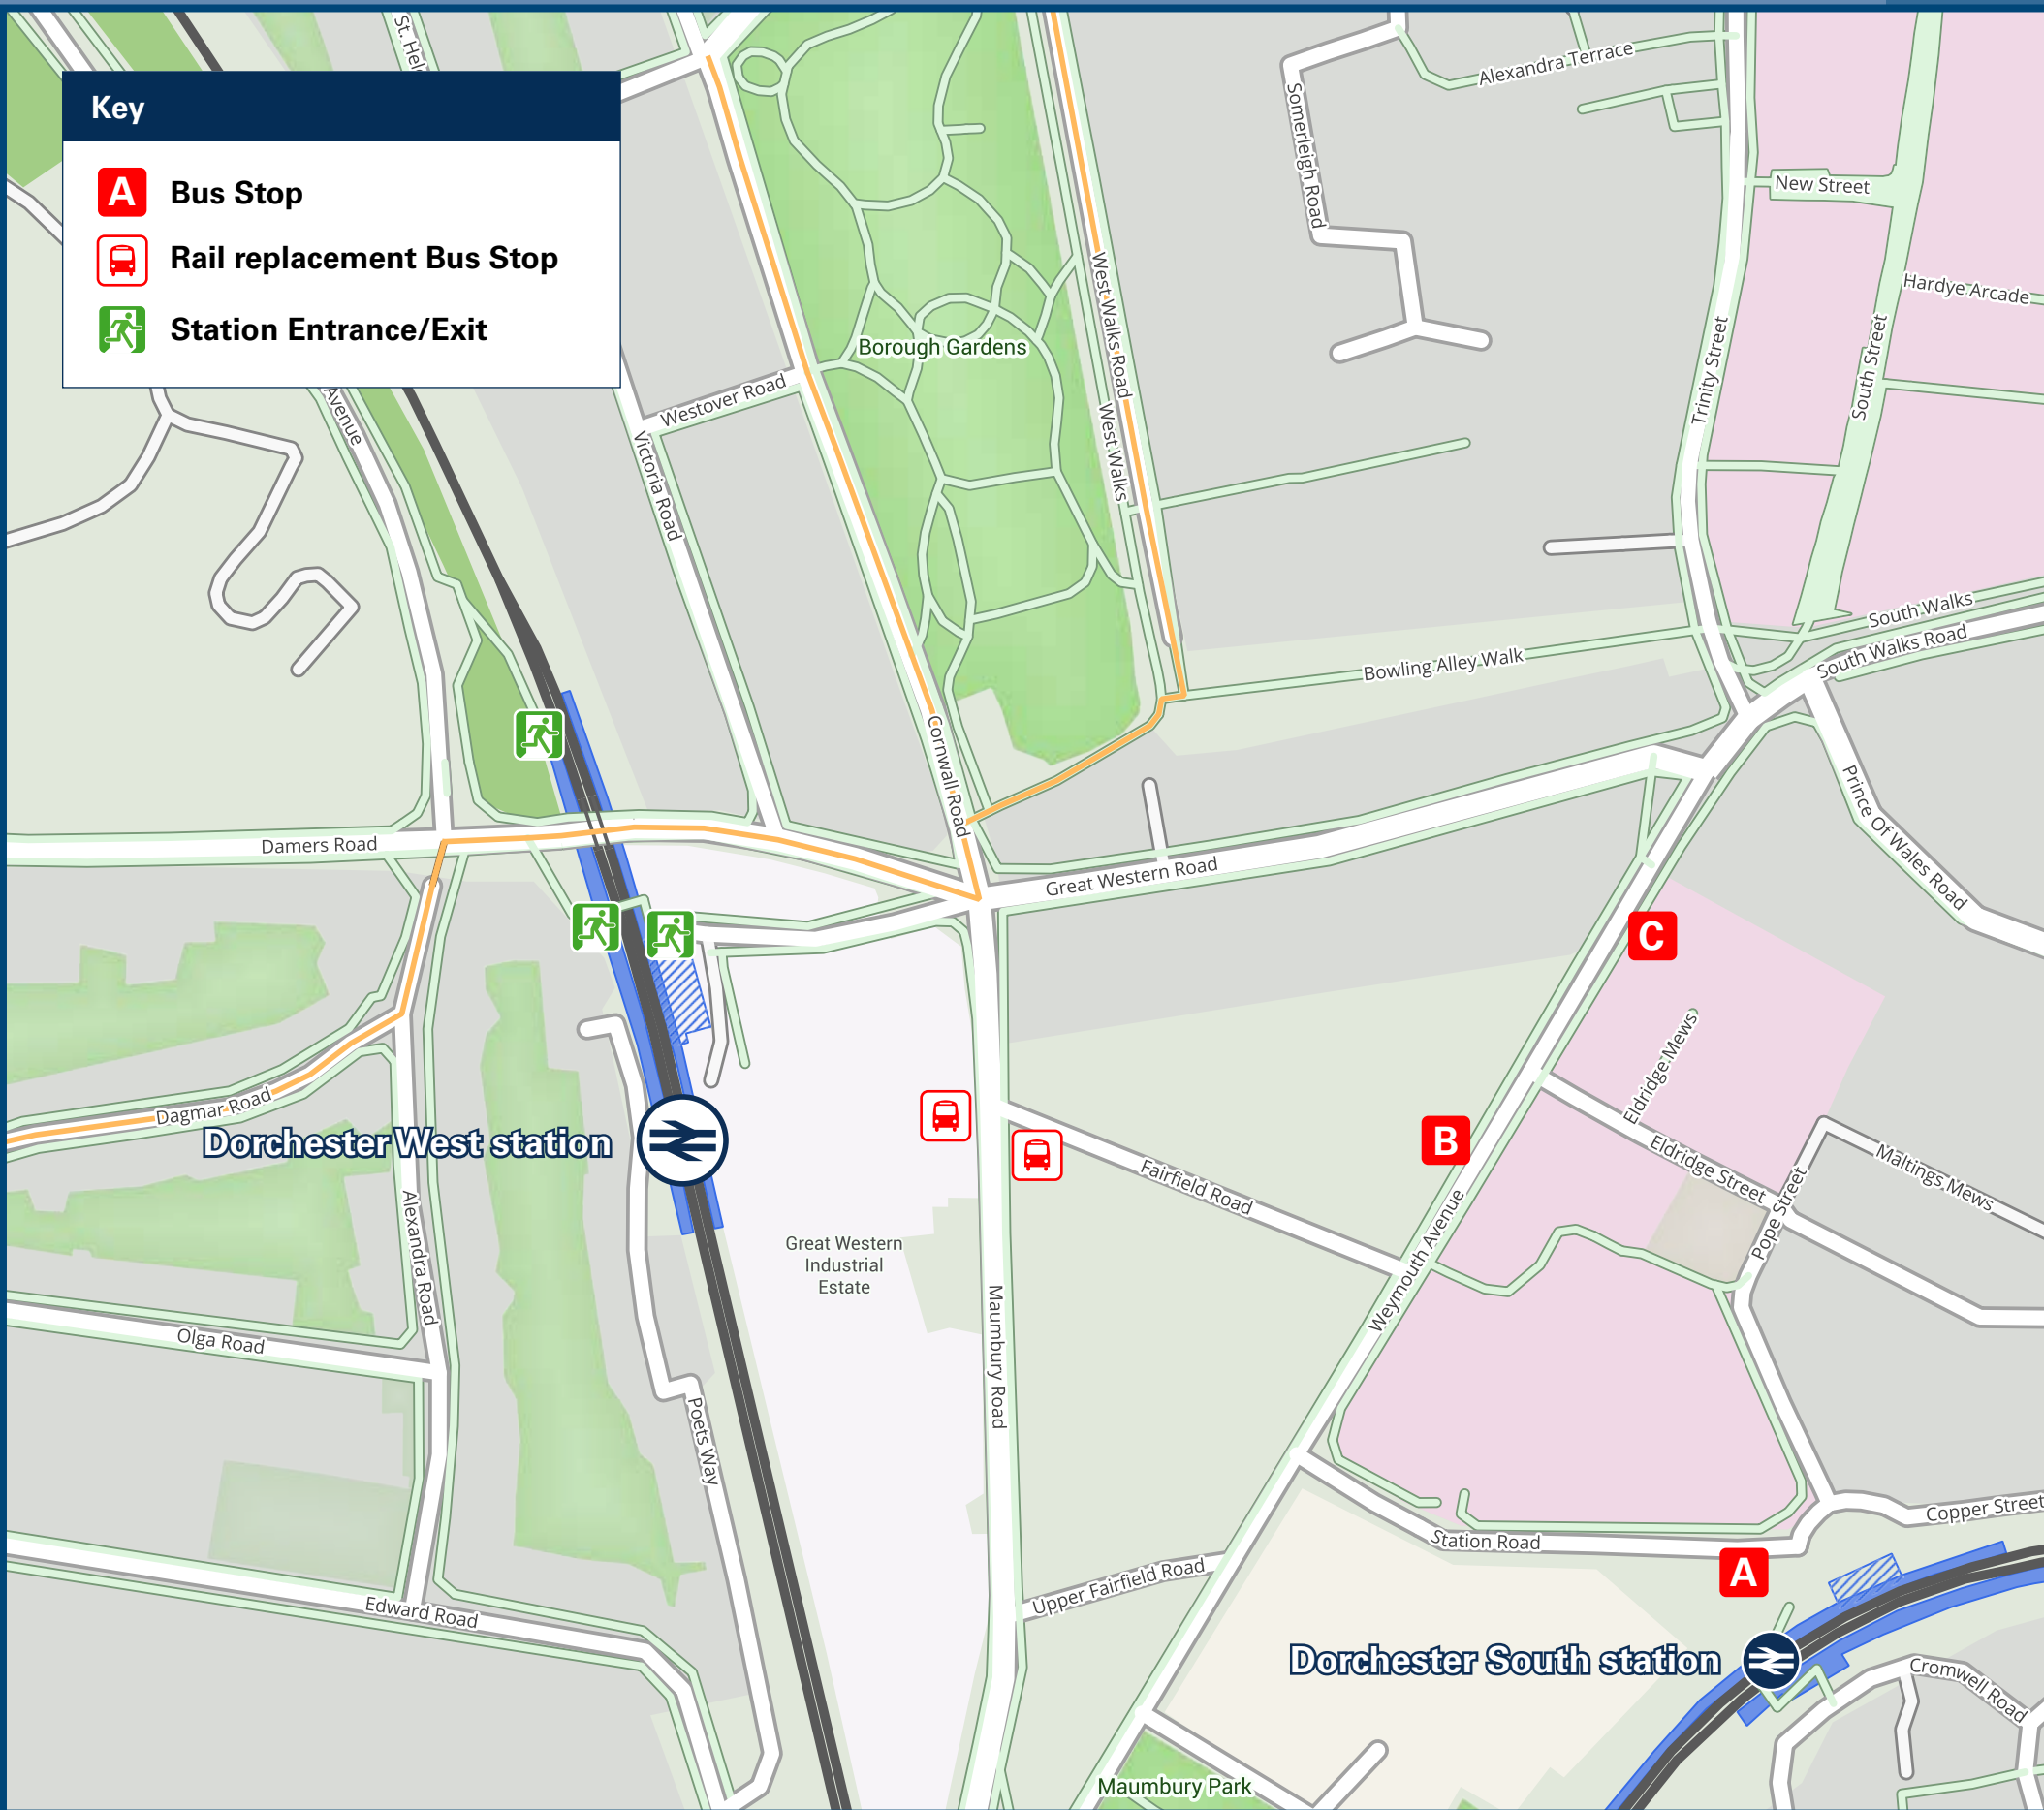 St. Hel
Key
A Bus Stop
Rail replacement Bus Stop
Station Entrance/Exit
Avenue
Alexandra Terrace
Somerleigh Road
New Street
Hardye Arcade
West Walks Road
Borough Gardens
Trinity Street
South Street
Westover Road
West Walks
Victoria Road
South Walks
South Walks Road
Bowling Alley Walk
Cornwall Road
Prince Of Wales Road
Damers Road
Great Western Road
C
Eldridge Mews
Dagmar Road
Dorchester West station
B
Eldridge Street
Maltings Mews
Fairfield Road
Pope Street
Alexandra Road
Weymouth Avenue
Great Western
Industrial
Estate
Maumbury Road
Olga Road
Poets Way
Copper Street
Station Road
A
Upper Fairfield Road
Edward Road
Dorchester South station
Cromwell Road
Maumbury Park